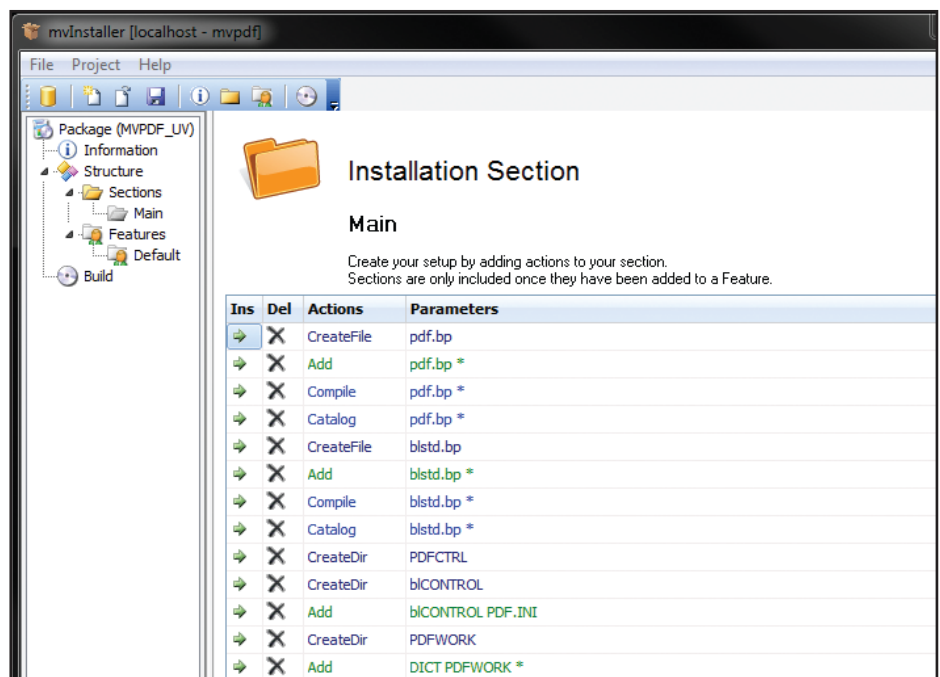 mvInstaller [localhost - mvpdf]
File Project Help
Package (MVPDF_UV)
Information
Structure
Sections
Main
Features
Default
Build
Installation Section
Main
Create your setup by adding actions to your section.
Sections are only included once they have been added to a Feature.
Ins Del Actions Parameters
CreateFile pdf.bp
Add pdf.bp *
Compile pdf.bp *
Catalog pdf.bp *
CreateFile blstd.bp
Add blstd.bp *
Compile blstd.bp *
Catalog blstd.bp *
CreateDir PDFCTRL
CreateDir blCONTROL
Add blCONTROL PDF.INI
CreateDir PDFWORK
Add DICT PDFWORK *